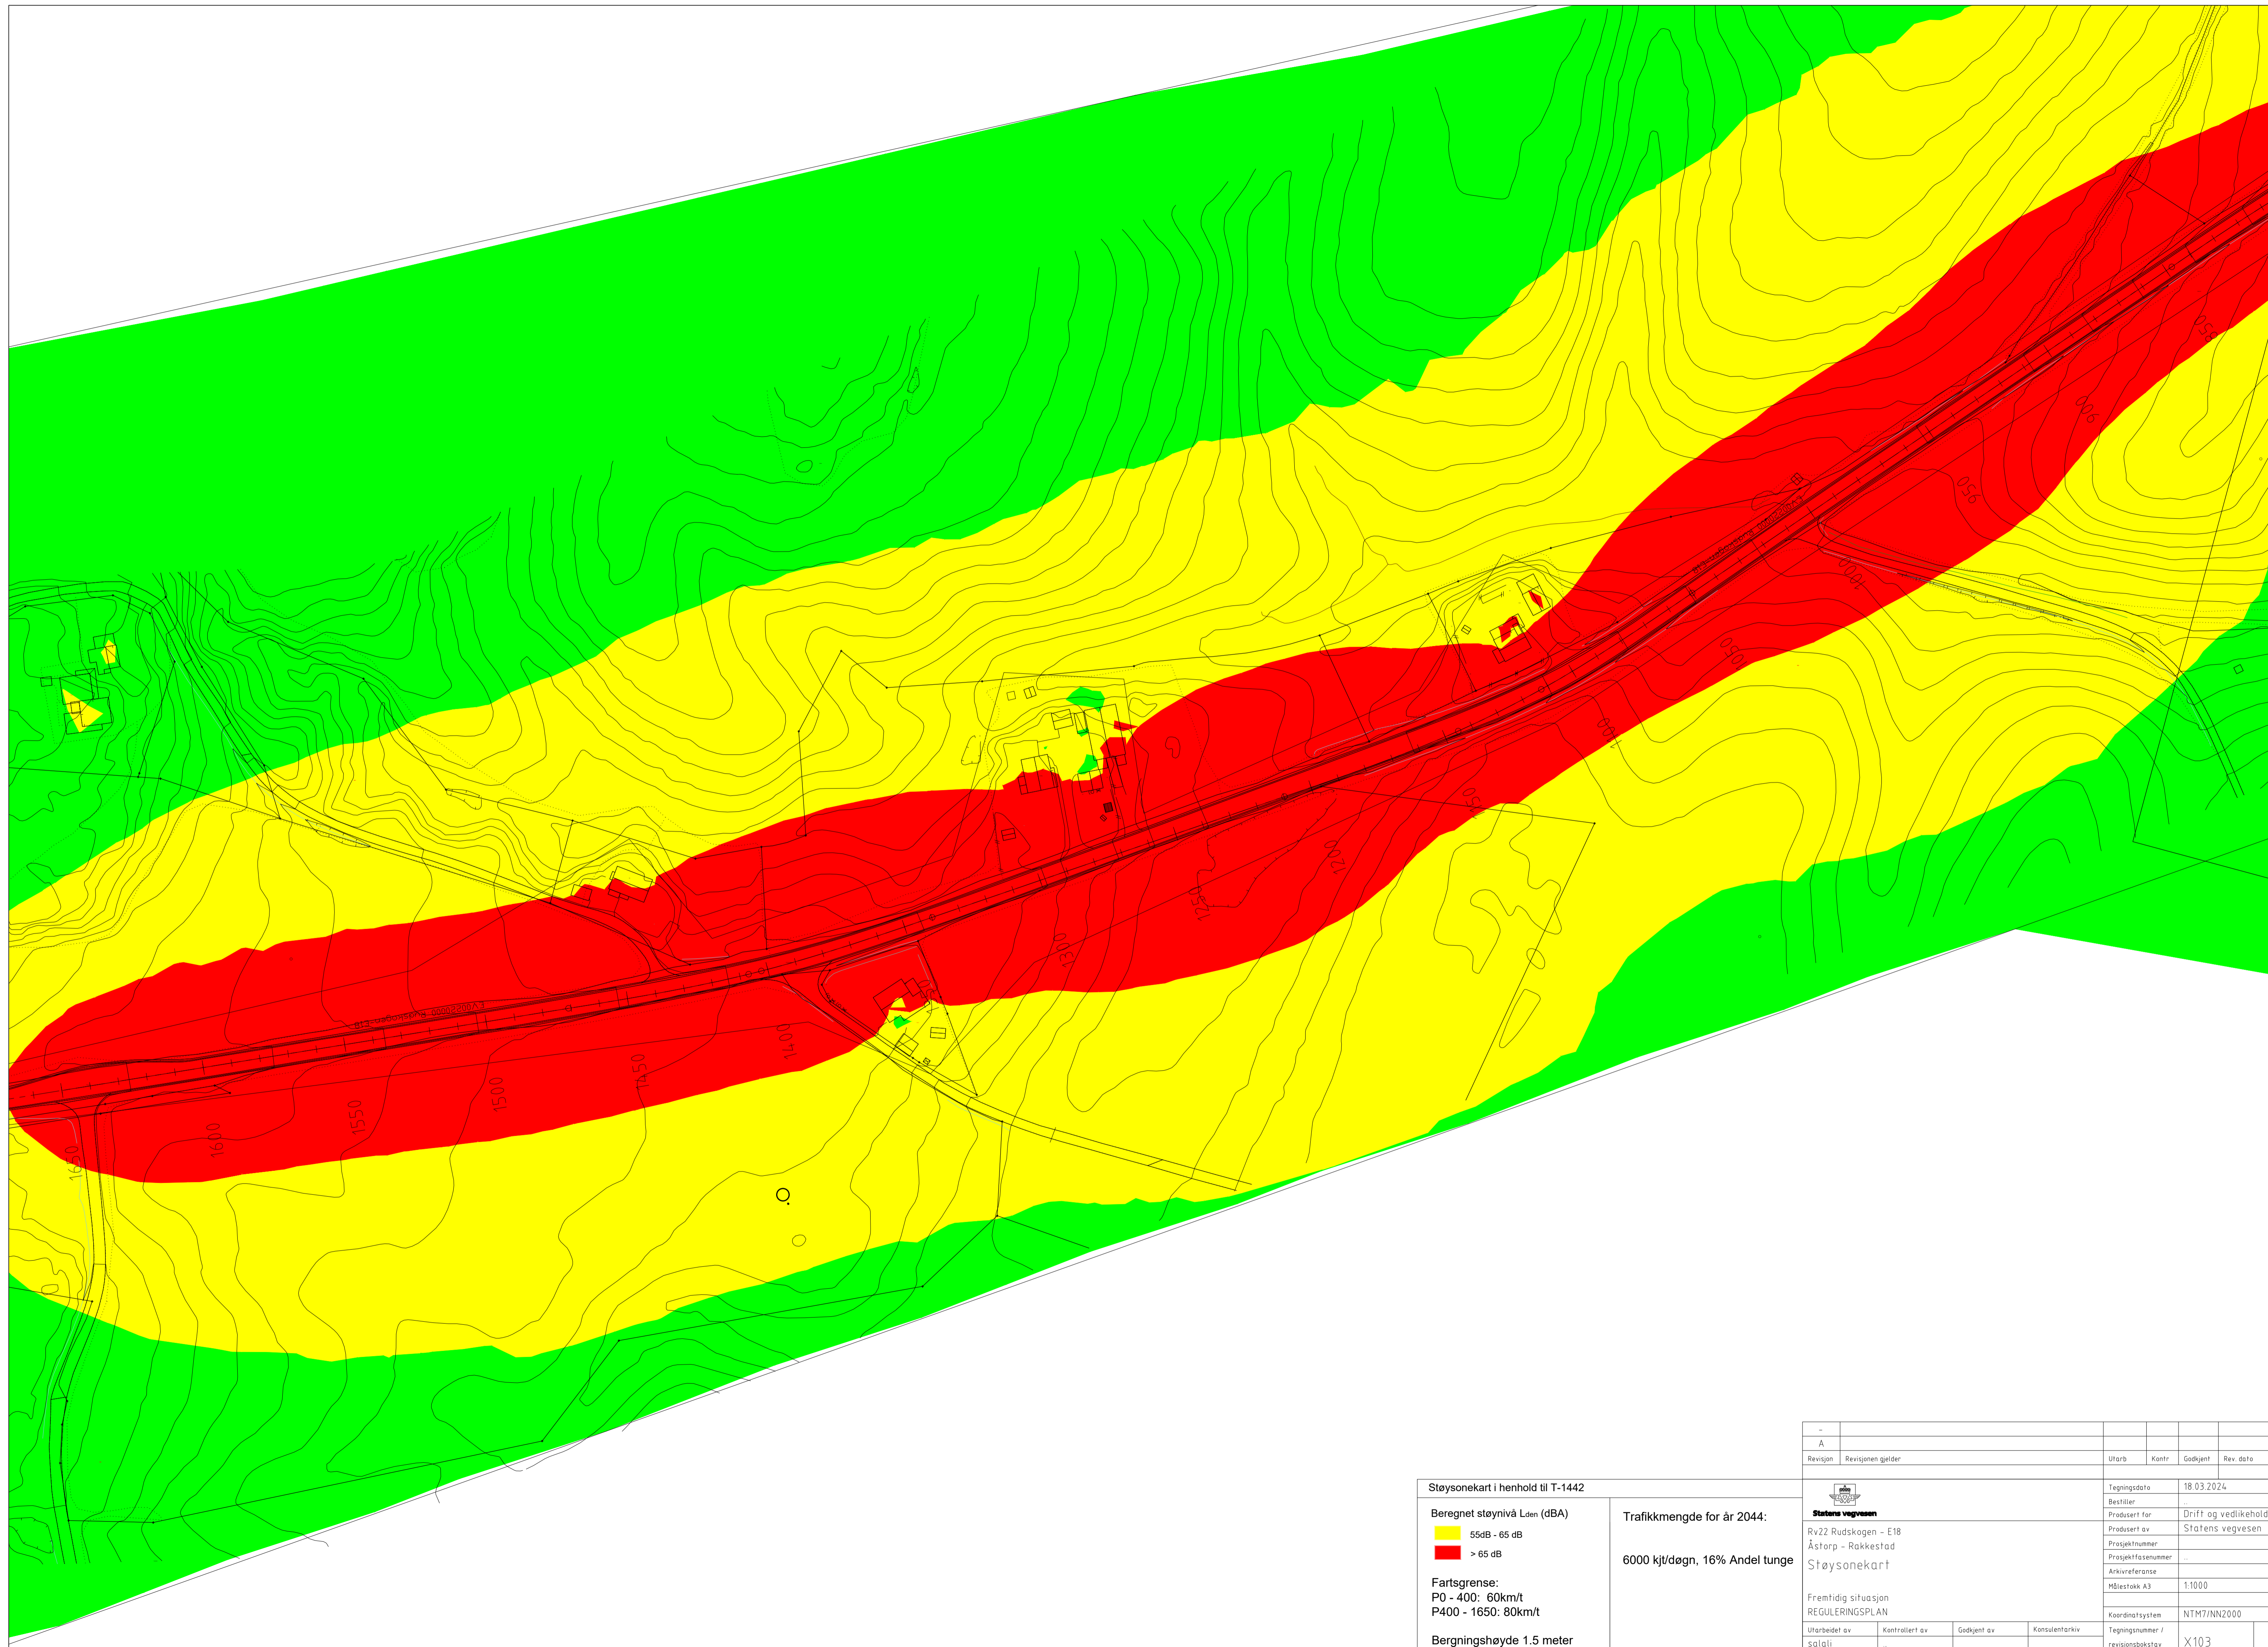 850
900
950
1000
1050
1100
1150
1200
1250
1300
1400
1450
1500
1550
1600
1650
–
A
Revisjon Revisjonen gjelder Utarb Kontr Godkjent Rev. dato
Støysonekart i henhold til T-1442
Beregnet støynivå Lden (dBA)
55dB - 65 dB
> 65 dB
Fartsgrense:
P0 - 400: 60km/t
P400 - 1650: 80km/t
Bergningshøyde 1.5 meter
Trafikkmengde for år 2044:
6000 kjt/døgn, 16% Andel tunge
Statens vegvesen
Rv22 Rudskogen - E18
Åstorp - Rakkestad
Støysonekart
Fremtidig situasjon
REGULERINGSPLAN
Utarbeidet av Kontrollert av Godkjent av Konsulentarkiv
salali
Tegningsdato 18.03.2024
Bestiller
Produsert for Drift og vedlikehold
Produsert av Statens vegvesen
Prosjektnummer
Prosjektfasenummer
Arkivreferanse
Målestokk A3 1:1000
Koordinatsystem NTM7/NN2000
Tegningsnummer /
revisjonsbokstav X103